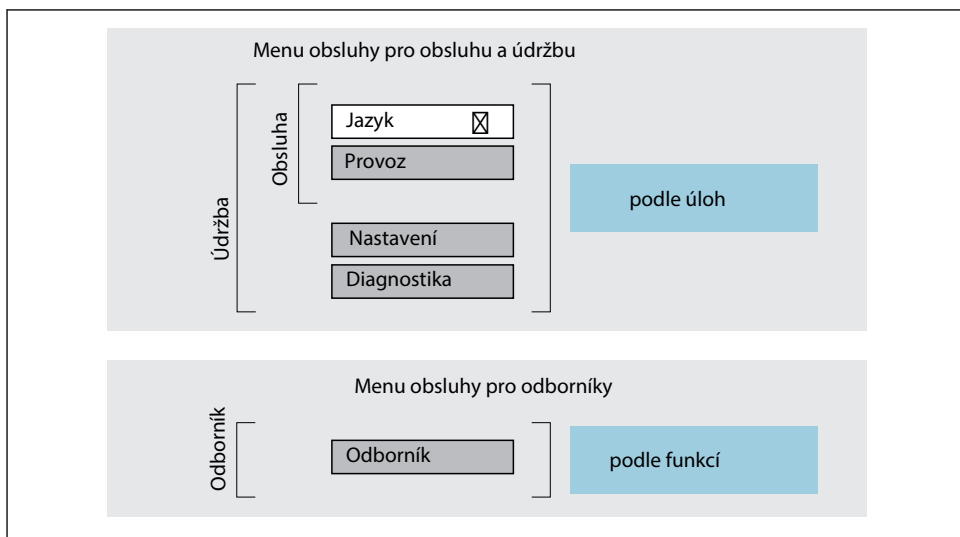 Menu obsluhy pro obsluhu a údržbu
Údržba
Obsluha
Jazyk
Provoz
Nastavení
Diagnostika
podle úloh
Menu obsluhy pro odborníky
Odborník
Odborník
podle funkcí